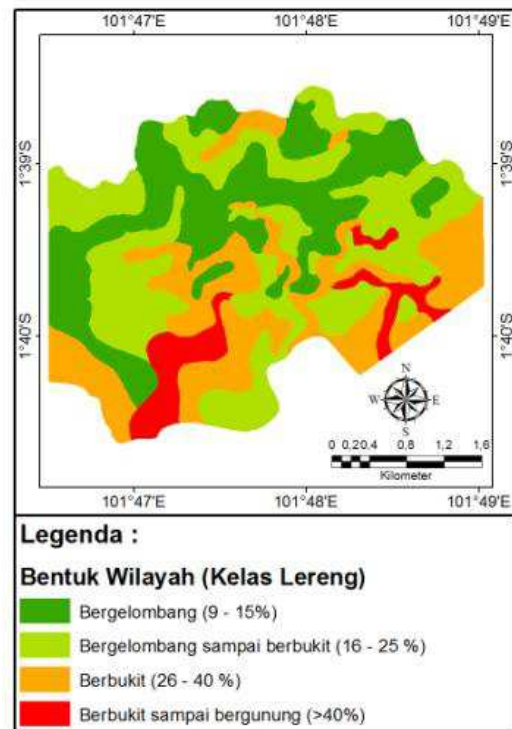 101°47'E 101°48'E 101°49'E
1°39'S 1°39'S
1°40'S 1°40'S
N
W E
S
0 0,20,4 0,8 1,2 1,6
Kilometer
101°47'E 101°48'E 101°49'E
Legenda :
Bentuk Wilayah (Kelas Lereng)
Bergelombang (9 - 15%)
Bergelombang sampai berbukit (16 - 25 %)
Berbukit (26 - 40 %)
Berbukit sampai bergunung (>40%)